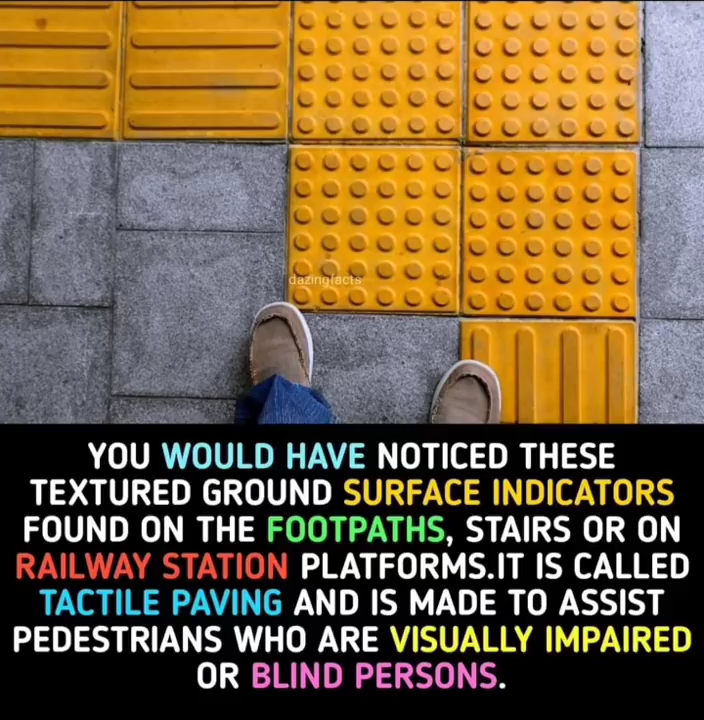 dazingfacts
YOU WOULD HAVE NOTICED THESE
TEXTURED GROUND SURFACE INDICATORS
FOUND ON THE FOOTPATHS, STAIRS OR ON
RAILWAY STATION PLATFORMS.IT IS CALLED
TACTILE PAVING AND IS MADE TO ASSIST
PEDESTRIANS WHO ARE VISUALLY IMPAIRED
OR BLIND PERSONS.